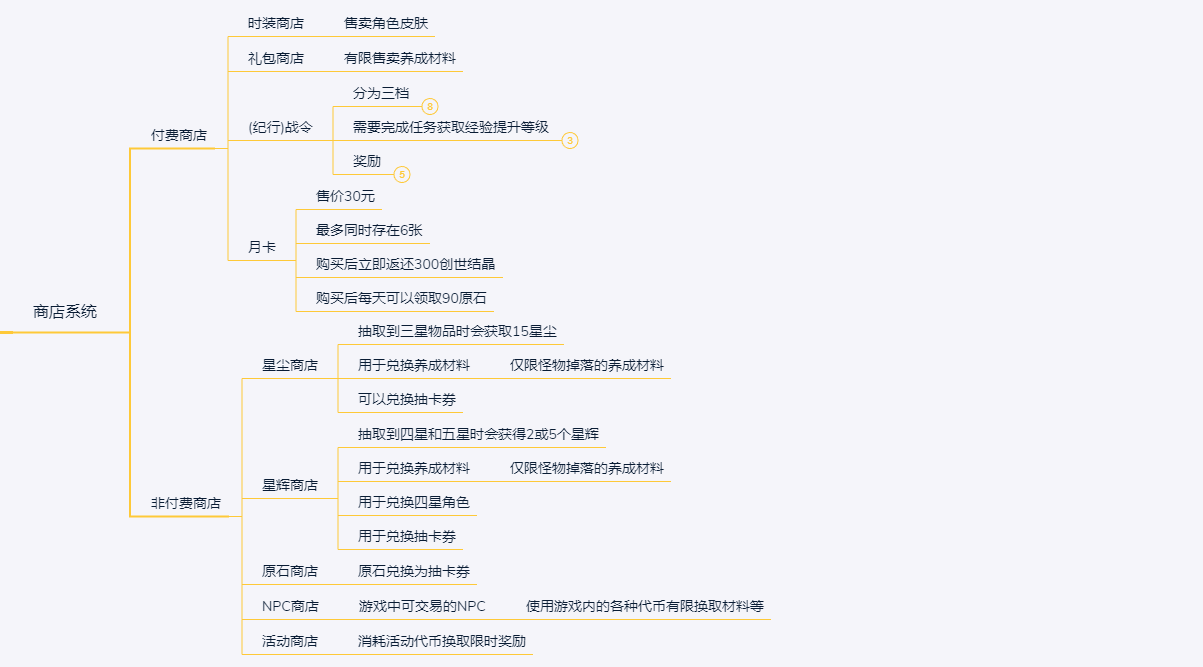 商店系统
付费商店
时装商店
售卖角色皮肤
礼包商店
有限售卖养成材料
(纪行)战令
分为三档
8
需要完成任务获取经验提升等级
3
奖励
5
月卡
售价30元
最多同时存在6张
购买后立即返还300创世结晶
购买后每天可以领取90原石
非付费商店
星尘商店
抽取到三星物品时会获取15星尘
用于兑换养成材料
仅限怪物掉落的养成材料
可以兑换抽卡券
星辉商店
抽取到四星和五星时会获得2或5个星辉
用于兑换养成材料
仅限怪物掉落的养成材料
用于兑换四星角色
用于兑换抽卡券
原石商店
原石兑换为抽卡券
NPC商店
游戏中可交易的NPC
使用游戏内的各种代币有限换取材料等
活动商店
消耗活动代币换取限时奖励